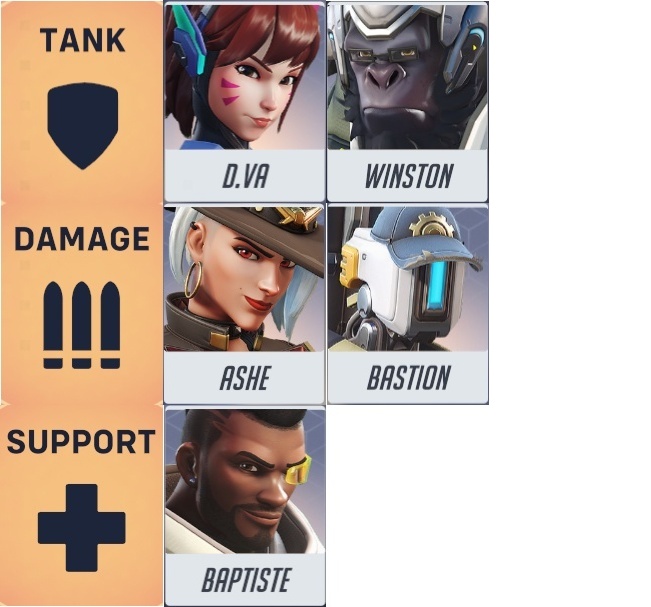 TANK
D.VA
WINSTON
DAMAGE
ASHE
BASTION
SUPPORT
BAPTISTE